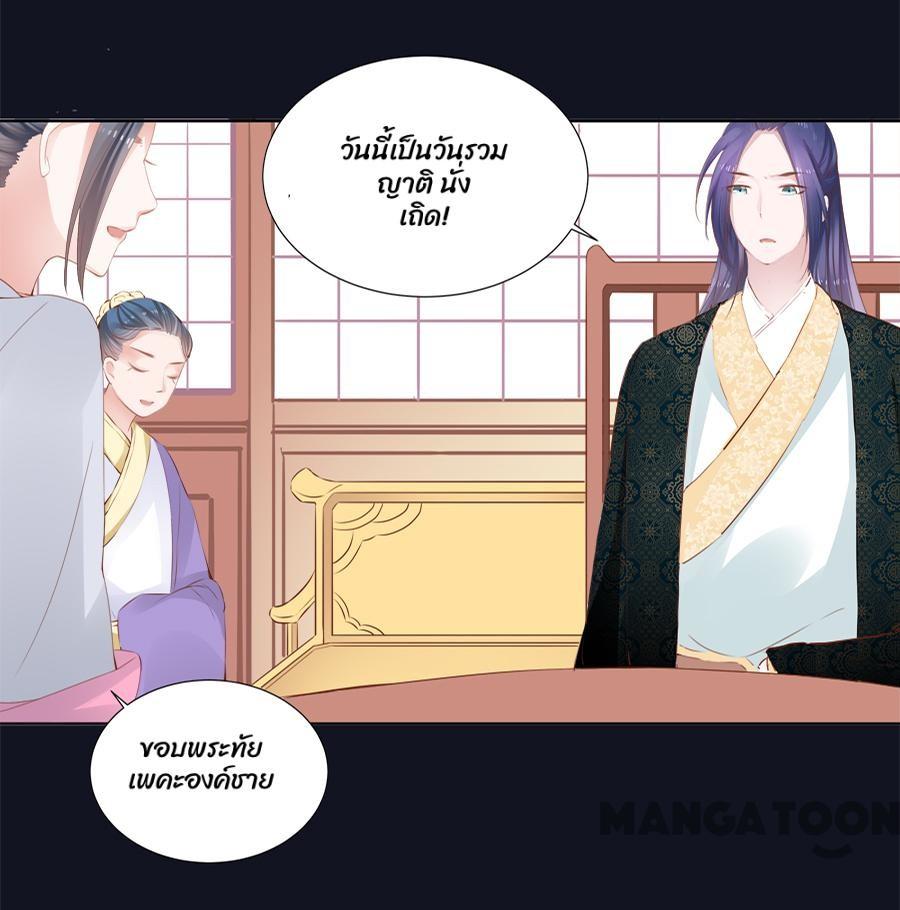 วันนี้เป็นวันรวม
ญาติ นั่ง
เถิด!
ขอบพระทัย
เพคะองค์ชาย
MANGATOON